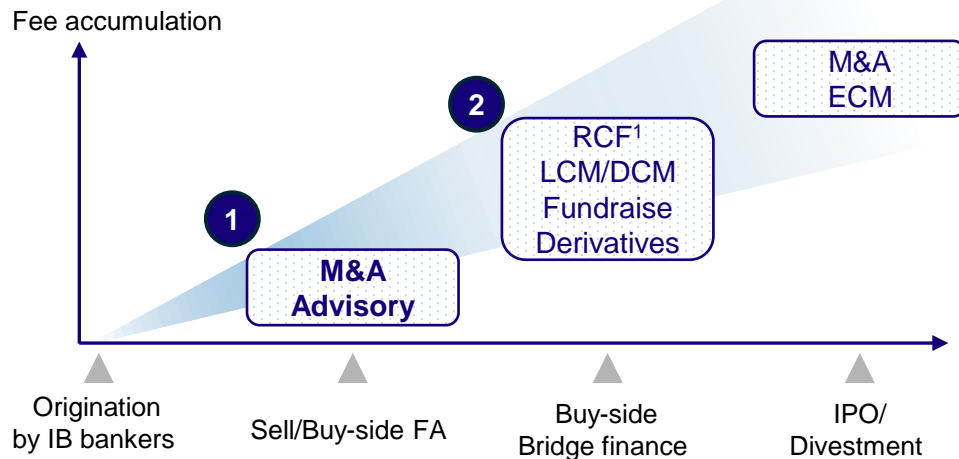 Fee accumulation
M&A
ECM
2
RCF¹
LCM/DCM
Fundraise
Derivatives
1
M&A
Advisory
Origination
by IB bankers
Sell/Buy-side FA
Buy-side
Bridge finance
IPO/
Divestment